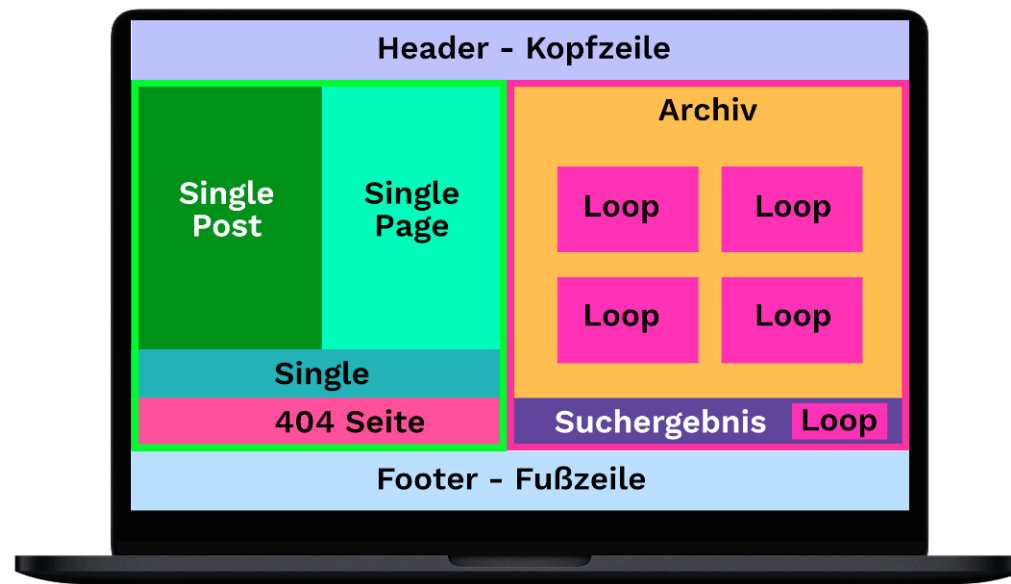 Header - Kopfzeile
Single
Post
Single
Page
Single
404 Seite
Archiv
Loop
Loop
Loop
Loop
Suchergebnis
Loop
Footer - Fußzeile